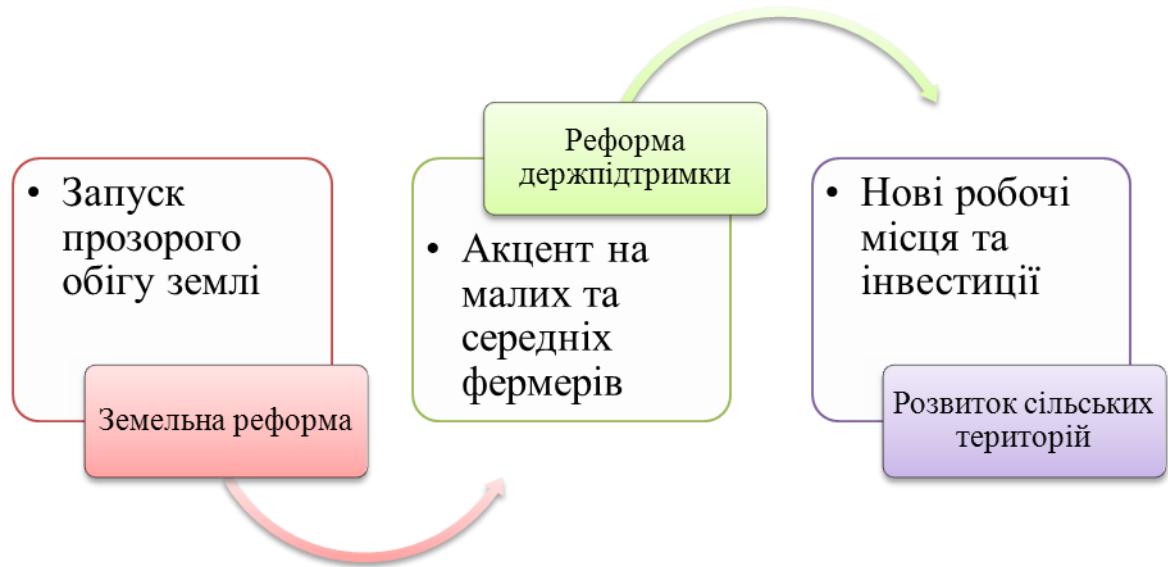 • Запуск
прозорого
обігу землі
Земельна реформа
Реформа
держпідтримки
• Акцент на
малих та
середніх
фермерів
• Нові робочі
місця та
інвестиції
Розвиток сільських
територій